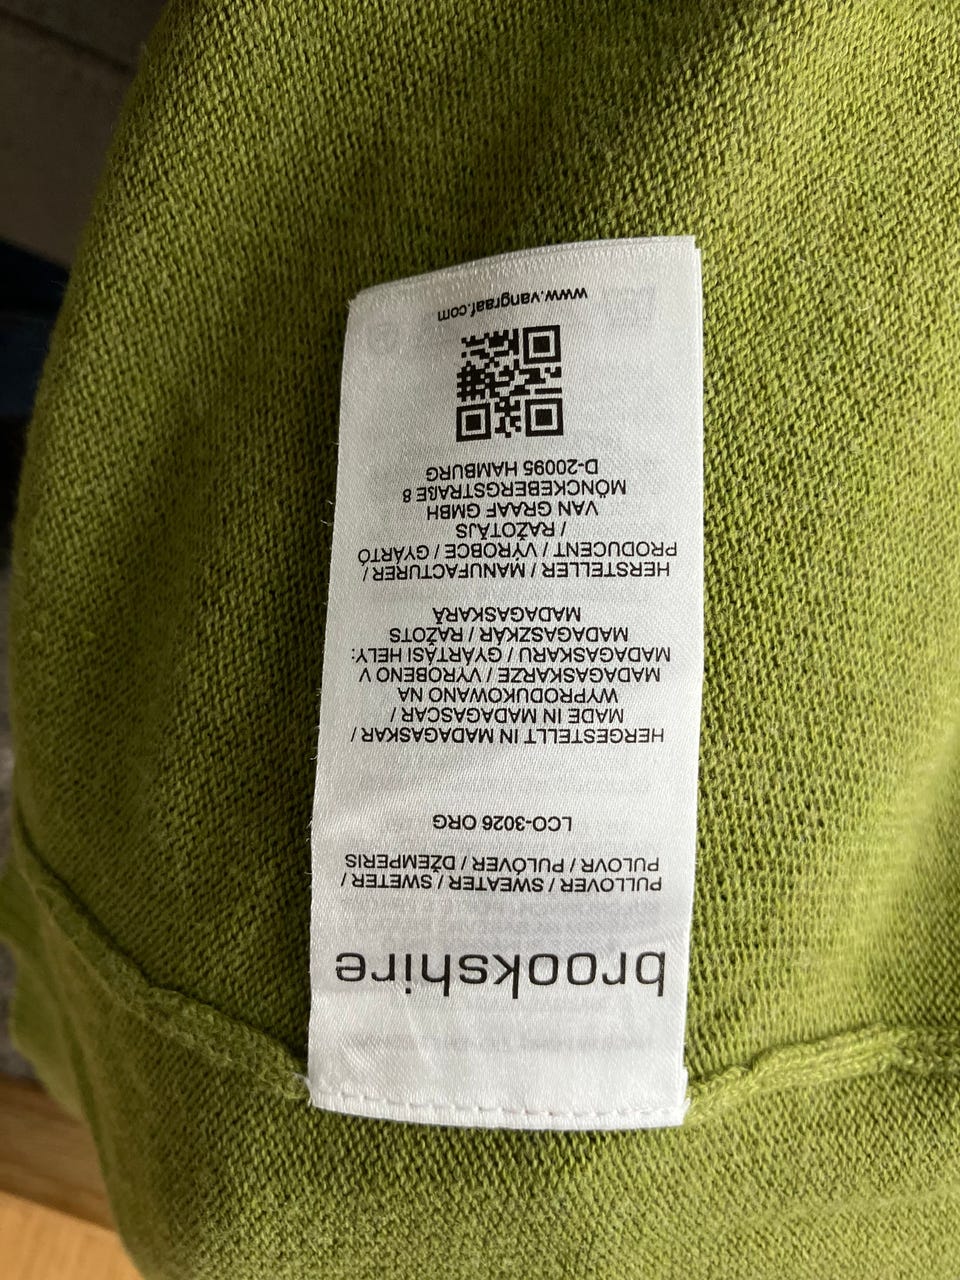 brookshire
PULLOVER / SWEATER / SWETER /
PULOVR / PULÓVER / DŽEMPERIS
LCO-3026 ORG
HERGESTELLT IN MADAGASKAR /
MADE IN MADAGASCAR /
WYPRODUKOWANO NA
MADAGASKARZE / VYROBENO V
MADAGASKARU / GYÁRTÁSI HELY:
MADAGASZKÁR / RAŽOTS
MADAGASKARĀ
HERSTELLER / MANUFACTURER /
PRODUCENT / VÝROBCE / GYÁRTÓ
/ RAŽOTĀJS
VAN GRAAF GMBH
MÖNCKEBERGSTRAßE 8
D-20095 HAMBURG
www.vangraaf.com